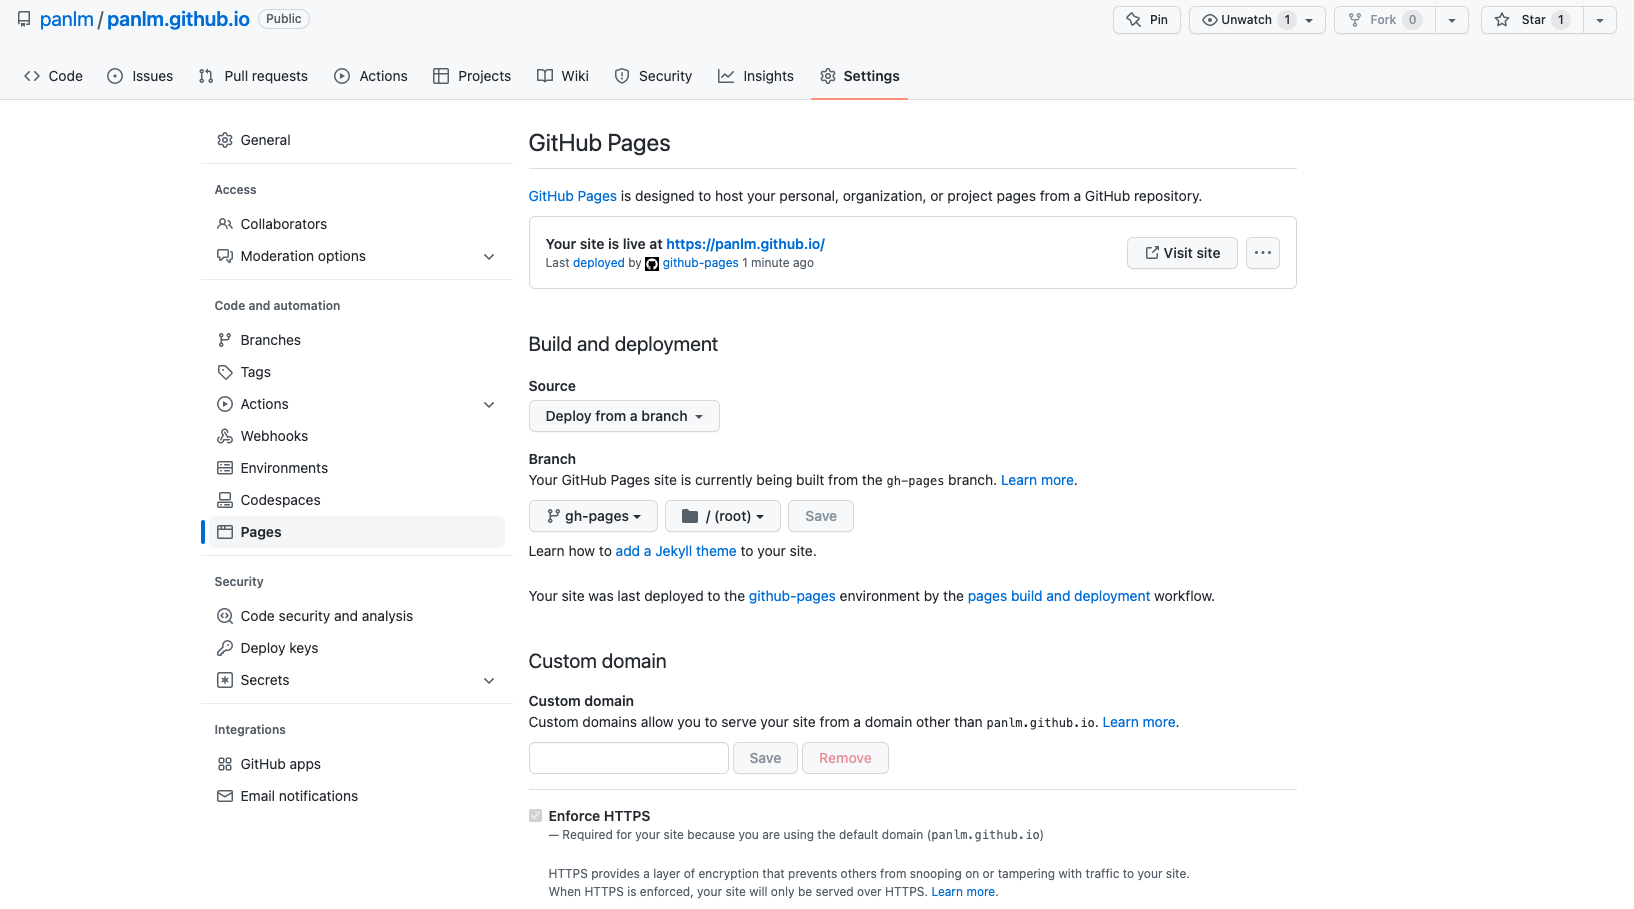 panlm / panlm.github.io Public
Pin Unwatch 1 Fork 0 Star 1
Code Issues Pull requests Actions Projects Wiki Security Insights Settings
General
Access
Collaborators
Moderation options
Code and automation
Branches
Tags
Actions
Webhooks
Environments
Codespaces
Pages
Security
Code security and analysis
Deploy keys
Secrets
Integrations
GitHub apps
Email notifications
GitHub Pages
GitHub Pages is designed to host your personal, organization, or project pages from a GitHub repository.
Your site is live at https://panlm.github.io/
Last deployed by github-pages 1 minute ago
Visit site
Build and deployment
Source
Deploy from a branch
Branch
Your GitHub Pages site is currently being built from the gh-pages branch. Learn more.
gh-pages / (root) Save
Learn how to add a Jekyll theme to your site.
Your site was last deployed to the github-pages environment by the pages build and deployment workflow.
Custom domain
Custom domain
Custom domains allow you to serve your site from a domain other than panlm.github.io. Learn more.
Save Remove
Enforce HTTPS
— Required for your site because you are using the default domain (panlm.github.io)
HTTPS provides a layer of encryption that prevents others from snooping on or tampering with traffic to your site.
When HTTPS is enforced, your site will only be served over HTTPS. Learn more.